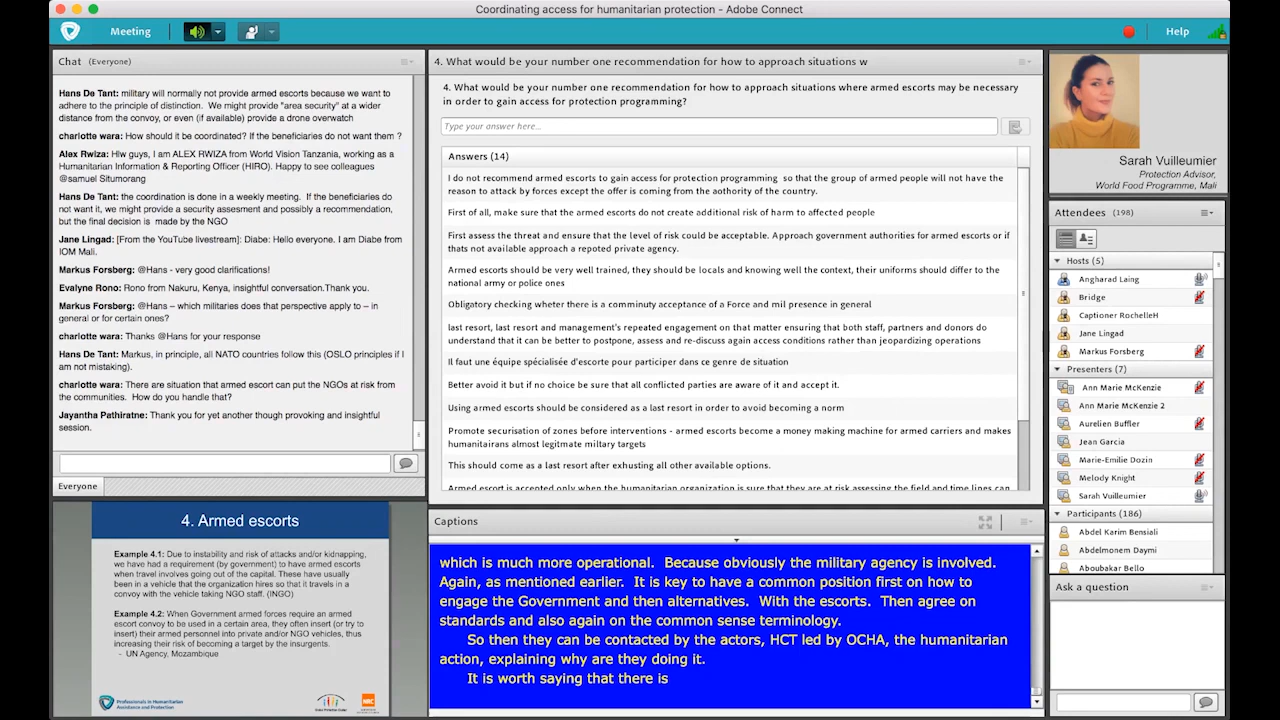 Coordinating access for humanitarian protection - Adobe Connect
Meeting
Help
Chat (Everyone)
Hans De Tant: military will normally not provide armed escorts because we want to
adhere to the principle of distinction.  We might provide "area security" at a wider
distance from the convoy, or even (if available) provide a drone overwatch
charlotte wara: How should it be coordinated? If the beneficiaries do not want them ?
Alex Rwiza: Hiw guys, I am ALEX RWIZA from World Vision Tanzania, working as a
Humanitarian Information & Reporting Officer (HIRO). Happy to see colleagues
@samuel Situmorang
Hans De Tant: the coordination is done in a weekly meeting.  If the beneficiaries do
not want it, we might provide a security assesment and possibly a recommendation,
but the final decision is  made by the NGO
Jane Lingad: [From the YouTube livestream]: Diabe: Hello everyone. I am Diabe from
IOM Mali.
Markus Forsberg: @Hans - very good clarifications!
Evalyne Rono: Rono from Nakuru, Kenya, insightful conversation.Thank you.
Markus Forsberg: @Hans – which militaries does that perspective apply to – in
general or for certain ones?
charlotte wara: Thanks @Hans for your response
Hans De Tant: Markus, in principle, all NATO countries follow this (OSLO principles if I
am not mistaking).
charlotte wara: There are situation that armed escort can put the NGOs at risk from
the communities.  How do you handle that?
Jayantha Pathiratne: Thank you for yet another though provoking and insightful
session.
Everyone
4. Armed escorts
Example 4.1: Due to instability and risk of attacks and/or kidnapping,
we have had a requirement (by government) to have armed escorts
when travel involves going out of the capital. These have usually
been in a vehicle that the organization hires so that it travels in a
convoy with the vehicle taking NGO staff. (INGO)
Example 4.2: When Government armed forces require an armed
escort convoy to be used in a certain area, they often insert (or try to
insert) their armed personnel into private and/or NGO vehicles, thus
increasing their risk of becoming a target by the insurgents.
- UN Agency, Mozambique
Professionals in Humanitarian
Assistance and Protection
4. What would be your number one recommendation for how to approach situations w
4. What would be your number one recommendation for how to approach situations where armed escorts may be necessary
in order to gain access for protection programming?
Type your answer here...
Answers (14)
I do not recommend armed escorts to gain access for protection programming  so that the group of armed people will not have the
reason to attack by forces except the offer is coming from the aothority of the country.
First of all, make sure that the armed escorts do not create additional risk of harm to affected people
First assess the threat and ensure that the level of risk could be acceptable. Approach government authorities for armed escorts or if
thats not available approach a repoted private agency.
Armed escorts should be very well trained, they should be locals and knowing well the context, their uniforms should differ to the
national army or police ones
Obligatory checking wheter there is a comminuty acceptance of a Force and mil presence in general
last resort, last resort and management's repeated engagement on that matter ensuring that both staff, partners and donors do
understand that it can be better to postpone, assess and re-discuss again access conditions rather than jeopardizing operations
Il faut une équipe spécialisée d'escorte pour participer dans ce genre de situation
Better avoid it but if no choice be sure that all conflicted parties are aware of it and accept it.
Using armed escorts should be considered as a last resort in order to avoid becoming a norm
Promote securisation of zones before interventions - armed escorts become a money making machine for armed carriers and makes
humanitairans almost legitmate miltary targets
This should come as a last resort after exhusting all other available options.
Armed escort is accepted only when the humanitarian organization is sure that they are at risk assessing the field and time lines can
Captions
which is much more operational.  Because obviously the military agency is involved.
Again, as mentioned earlier.  It is key to have a common position first on how to
engage the Government and then alternatives.  With the escorts.  Then agree on
standards and also again on the common sense terminology.
So then they can be contacted by the actors, HCT led by OCHA, the humanitarian
action, explaining why are they doing it.
It is worth saying that there is
Sarah Vuilleumier
Protection Advisor,
World Food Programme, Mali
Attendees (198)
Hosts (5)
Angharad Laing
Bridge
Captioner RochelleH
Jane Lingad
Markus Forsberg
Presenters (7)
Ann Marie McKenzie
Ann Marie McKenzie 2
Aurelien Buffler
Jean Garcia
Marie-Emilie Dozin
Melody Knight
Sarah Vuilleumier
Participants (186)
Abdel Karim Bensiali
Abdelmonem Daymi
Aboubakar Bello
Ask a question